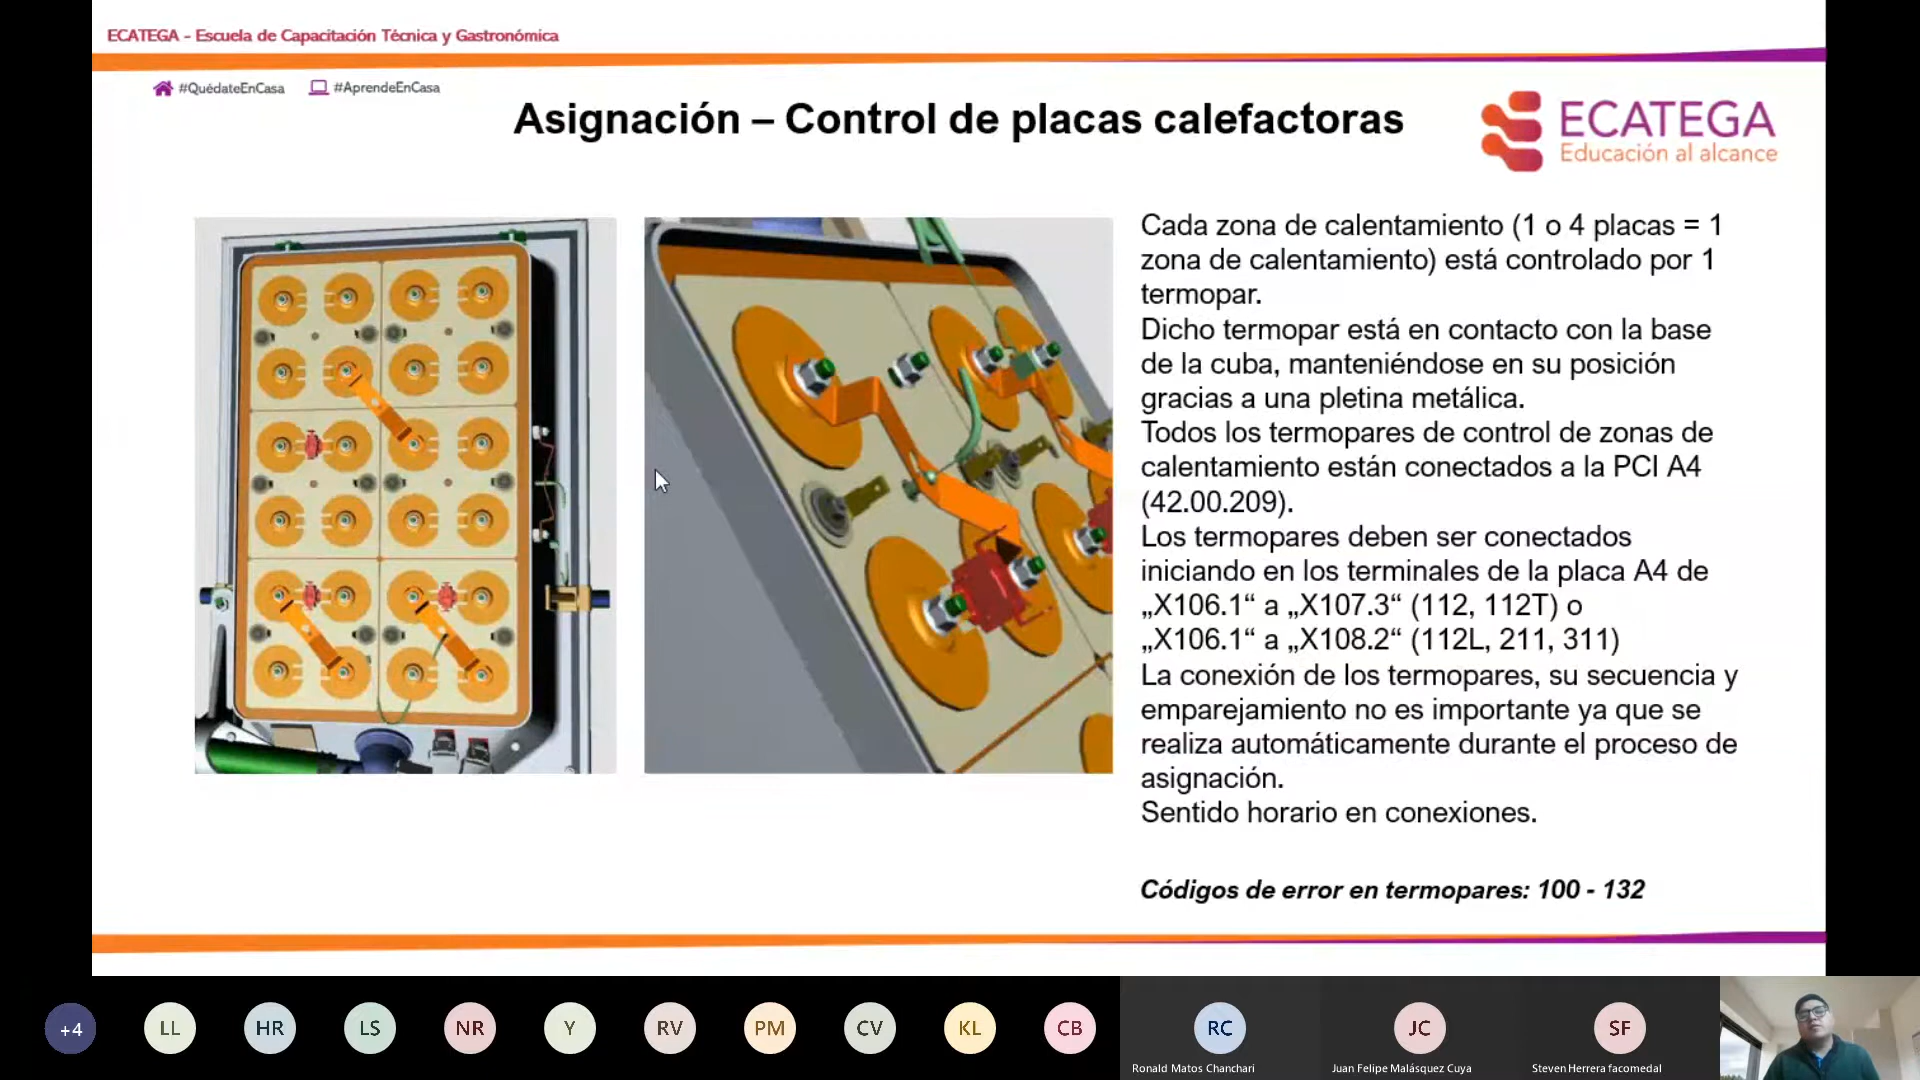 ECATEGA - Escuela de Capacitación Técnica y Gastronómica
#QuédateEnCasa #AprendeEnCasa
Asignación – Control de placas calefactoras
ECATEGA
Educación al alcance
Cada zona de calentamiento (1 o 4 placas = 1
zona de calentamiento) está controlado por 1
termopar.
Dicho termopar está en contacto con la base
de la cuba, manteniéndose en su posición
gracias a una pletina metálica.
Todos los termopares de control de zonas de
calentamiento están conectados a la PCI A4
(42.00.209).
Los termopares deben ser conectados
iniciando en los terminales de la placa A4 de
„X106.1“ a „X107.3“ (112, 112T) o
„X106.1“ a „X108.2“ (112L, 211, 311)
La conexión de los termopares, su secuencia y
emparejamiento no es importante ya que se
realiza automáticamente durante el proceso de
asignación.
Sentido horario en conexiones.
Códigos de error en termopares: 100 - 132
+4 LL HR LS NR Y RV PM CV KL CB RC JC SF
Ronald Matos Chanchari Juan Felipe Malásquez Cuya Steven Herrera facomedal